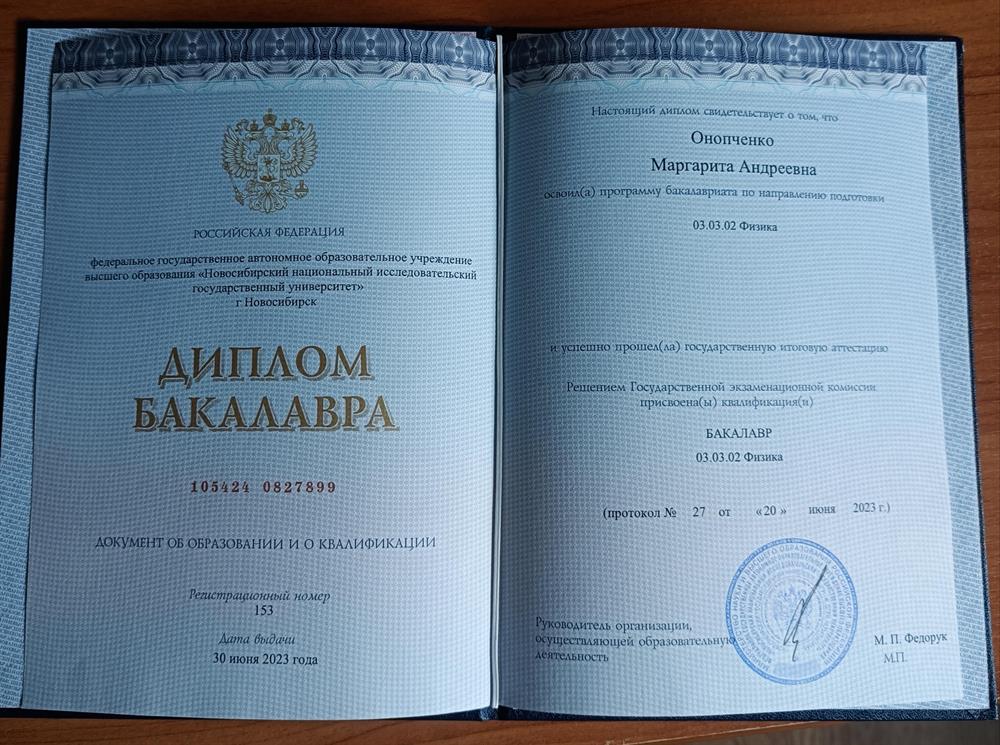 РОССИЙСКАЯ ФЕДЕРАЦИЯ
федеральное государственное автономное образовательное учреждение
высшего образования «Новосибирский национальный исследовательский
государственный университет»
г Новосибирск
ДИПЛОМ
БАКАЛАВРА
105424 0827899
ДОКУМЕНТ ОБ ОБРАЗОВАНИИ И О КВАЛИФИКАЦИИ
Регистрационный номер
153
Дата выдачи
30 июня 2023 года
Настоящий диплом свидетельствует о том, что
Онопченко
Маргарита Андреевна
освоил(а) программу бакалавриата по направлению подготовки
03.03.02 Физика
и успешно прошел(ла) государственную итоговую аттестацию
Решением Государственной экзаменационной комиссии
присвоена(ы) квалификация(и)
БАКАЛАВР
03.03.02 Физика
(протокол № 27 от «20 » июня 2023 г.)
Руководитель организации,
осуществляющей образовательную
деятельность
М. П. Федорук
М.П.